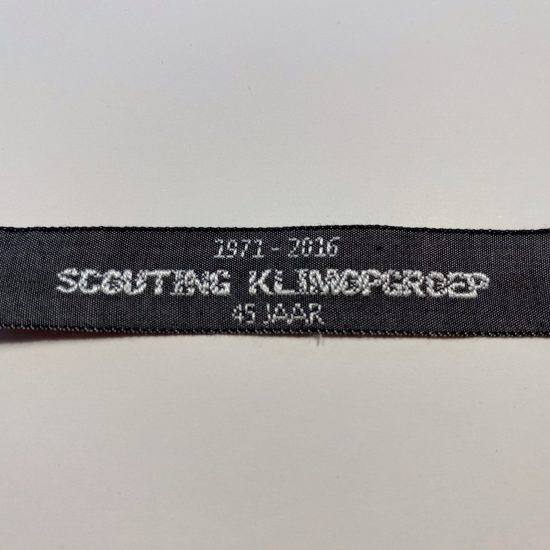 1971 - 2016
SCOUTING KLIMOPGROEP
45 JAAR